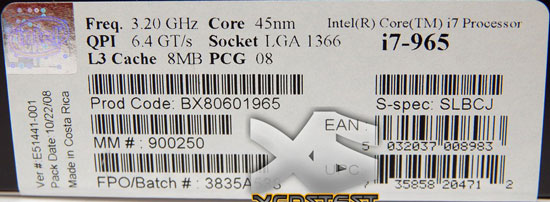 Freq. 3.20 GHz Core 45nm Intel(R) Core(TM) i7 Processor
QPI 6.4 GT/s Socket LGA 1366 i7-965
L3 Cache 8MB PCG 08
Prod Code: BX80601965 S-spec: SLBCJ
EAN
5 032037 008983
MM # : 900250
UPC
7 35858 20471 2
FPO/Batch # : 3835A
Ver # E51441-001
Pack Date 10/22/08
Made in Costa Rica